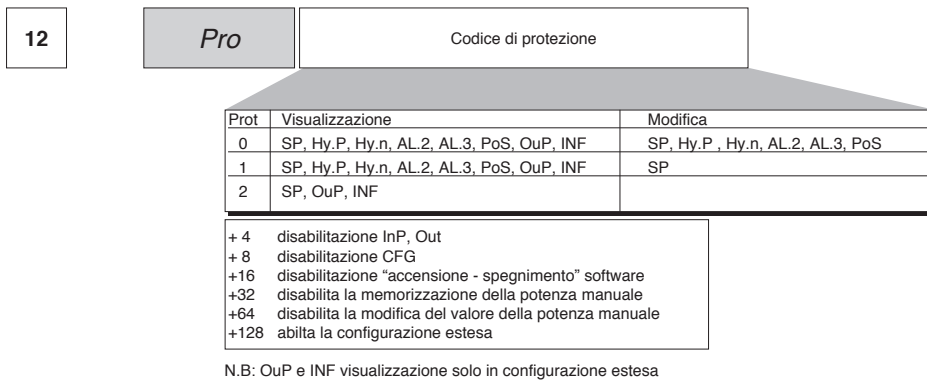 12 Pro Codice di protezione
Prot Visualizzazione Modifica
0 SP, Hy.P, Hy.n, AL.2, AL.3, PoS, OuP, INF SP, Hy.P , Hy.n, AL.2, AL.3, PoS
1 SP, Hy.P, Hy.n, AL.2, AL.3, PoS, OuP, INF SP
2 SP, OuP, INF
+ 4 disabilitazione InP, Out
+ 8 disabilitazione CFG
+16 disabilitazione “accensione - spegnimento” software
+32 disabilita la memorizzazione della potenza manuale
+64 disabilita la modifica del valore della potenza manuale
+128 abilta la configurazione estesa
N.B: OuP e INF visualizzazione solo in configurazione estesa